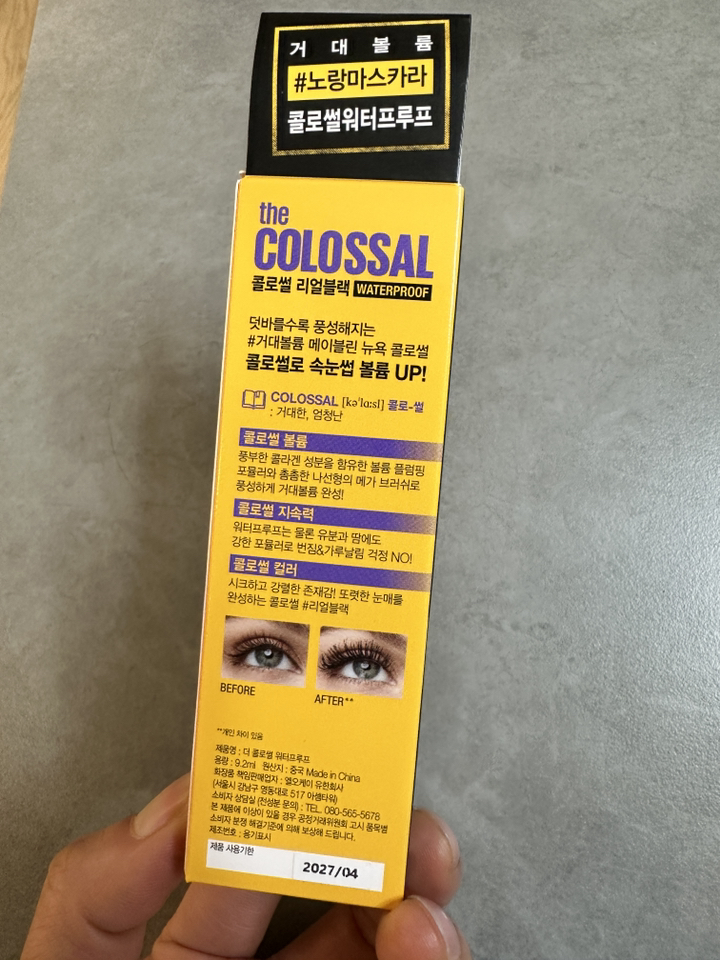 거대볼륨
#노랑마스카라
콜로썰워터프루프
the
COLOSSAL
콜로썰 리얼블랙 WATERPROOF
덧바를수록 풍성해지는
#거대볼륨 메이블린 뉴욕 콜로썰
콜로썰로 속눈썹 볼륨 UP!
COLOSSAL [kəˈlɑ:sl] 콜로-썰
: 거대한, 엄청난
콜로썰 볼륨
풍부한 콜라겐 성분을 함유한 볼륨 플럼핑
포뮬러와 촘촘한 나선형의 메가 브러쉬로
풍성하게 거대볼륨 완성!
콜로썰 지속력
워터프루프는 물론 유분과 땀에도
강한 포뮬러로 번짐&가루날림 걱정 NO!
콜로썰 컬러
시크하고 강렬한 존재감! 또렷한 눈매를
완성하는 콜로썰 #리얼블랙
BEFORE
AFTER**
**개인 차이 있음
제품명 : 더 콜로썰 워터프루프
용량 : 9.2ml 원산지 : 중국 Made in China
화장품 책임판매업자 : 엘오케이 유한회사
(서울시 강남구 영동대로 517 아셈타워)
소비자 상담실 (전성분 문의) : TEL. 080-565-5678
본 제품에 이상이 있을 경우 공정거래위원회 고시 품목별
소비자 분쟁 해결기준에 의해 보상해 드립니다.
제조번호 : 용기표시
제품 사용기한
2027/04